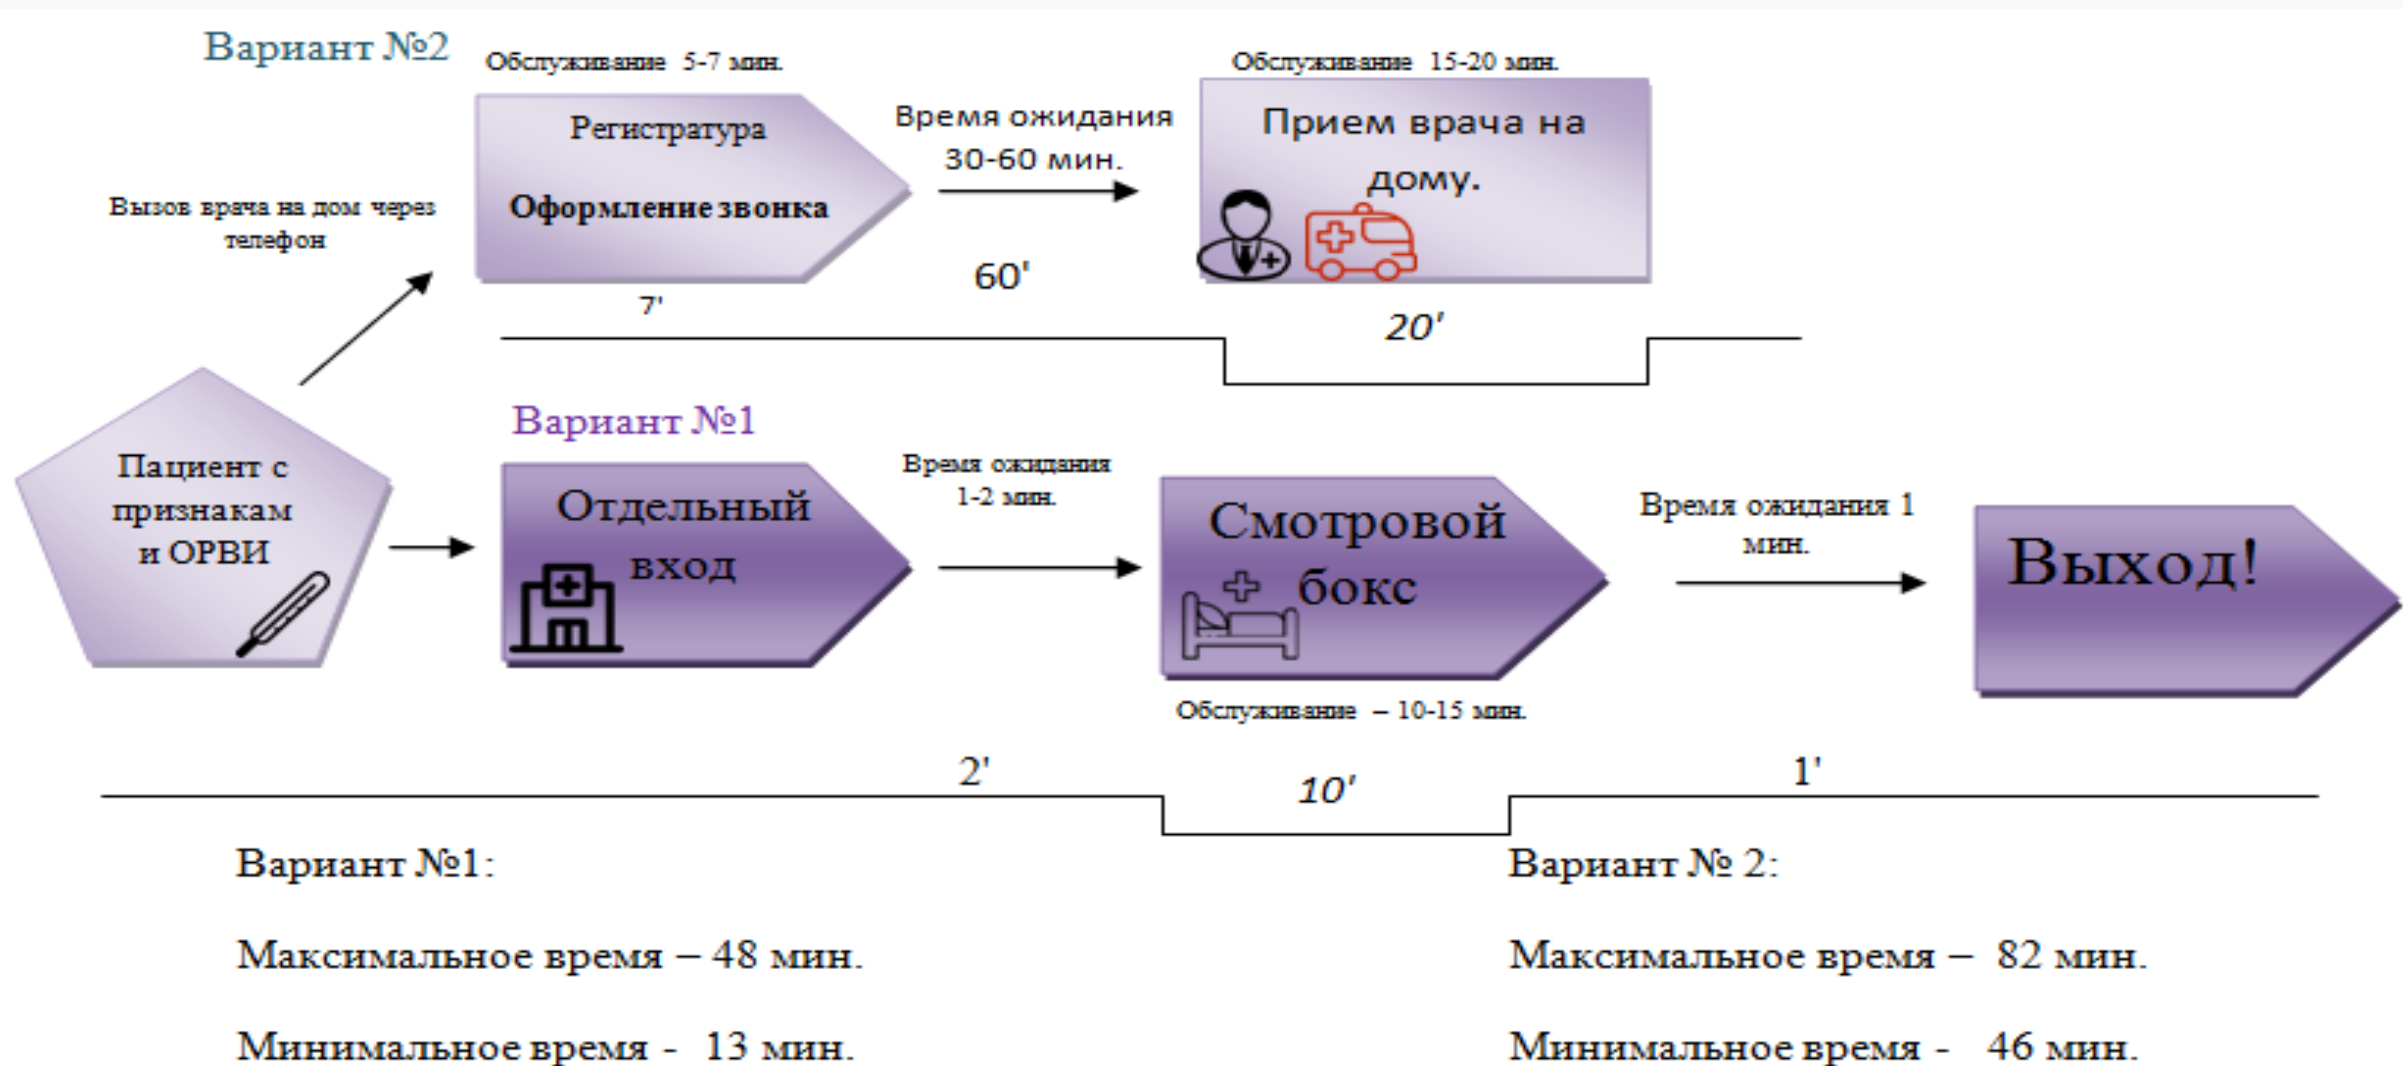 Вариант №2
Обслуживание 5-7 мин.
Обслуживание 15-20 мин.
Регистратура
Оформление звонка
Время ожидания
30-60 мин.
Прием врача на
дому.
Вызов врача на дом через
телефон
7'
60'
20'
Вариант №1
Пациент с
признакам
и ОРВИ
Отдельный
вход
Время ожидания
1-2 мин.
Смотровой
бокс
Обслуживание – 10-15 мин.
Время ожидания 1
мин.
Выход!
2'
10'
1'
Вариант №1:
Максимальное время – 48 мин.
Минимальное время - 13 мин.
Вариант № 2:
Максимальное время – 82 мин.
Минимальное время - 46 мин.